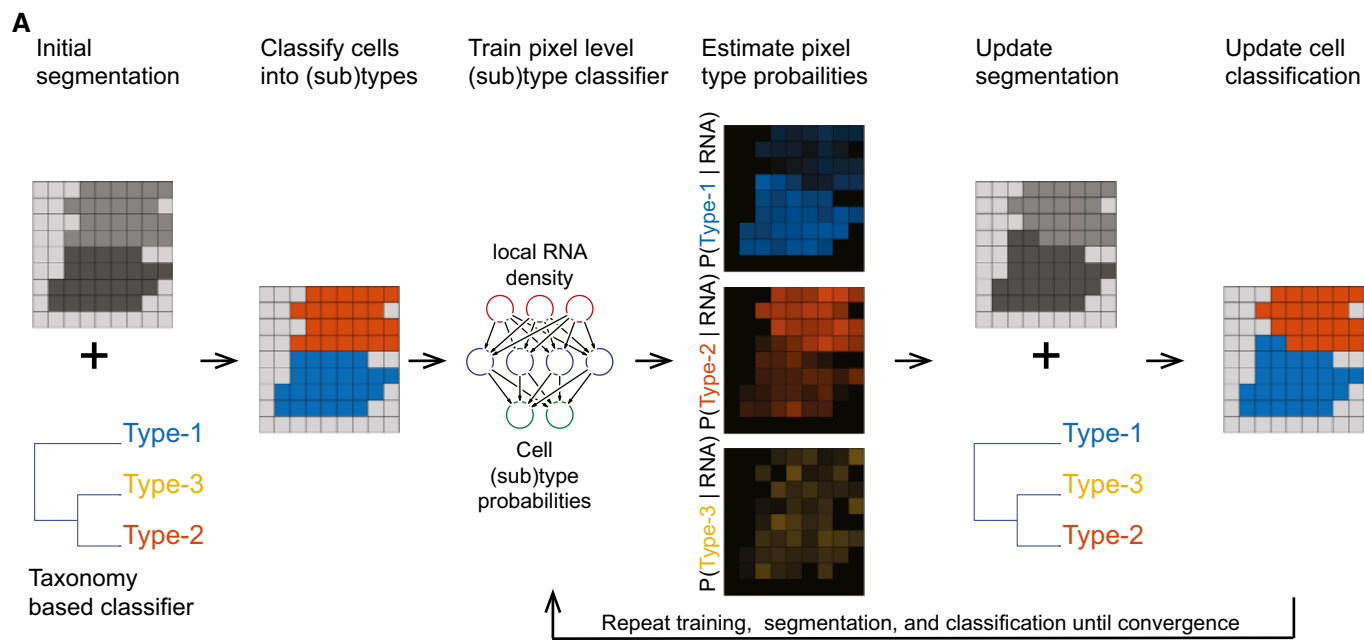 A
Initial
segmentation
Classify cells
into (sub)types
Train pixel level
(sub)type classifier
Estimate pixel
type probailities
Update
segmentation
Update cell
classification
+
Type-1
Type-3
Type-2
Taxonomy
based classifier
local RNA
density
Cell
(sub)type
probabilities
P(Type-1 | RNA)
P(Type-2 | RNA)
P(Type-3 | RNA)
+
Type-1
Type-3
Type-2
Repeat training, segmentation, and classification until convergence